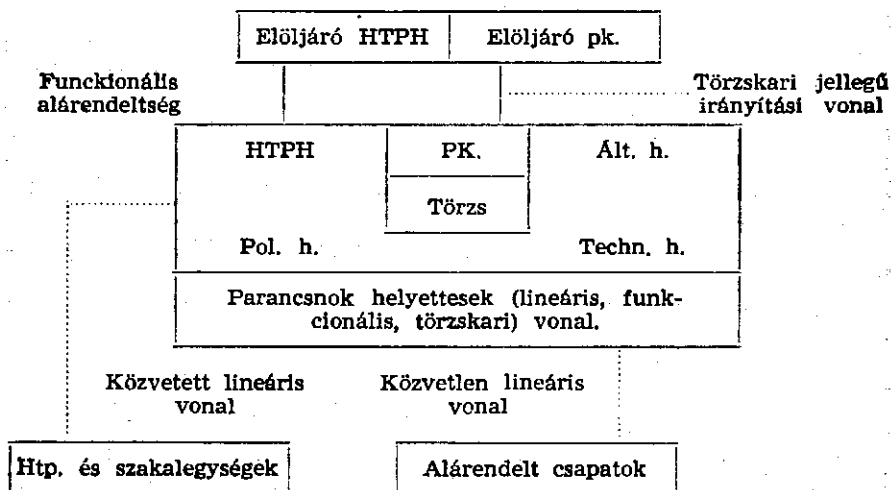 Elöljáró HTPH Elöljáró pk.
Funckionális
alárendeltség
Törzskari jellegű
irányítási vonal
HTPH PK. Ált. h.
Törzs
Pol. h. Techn. h.
Parancsnok helyettesek (lineáris, funk-
cionális, törzskari) vonal.
Közvetett lineáris
vonal
Közvetlen lineáris
vonal
Htp. és szakalegységek
Alárendelt csapatok